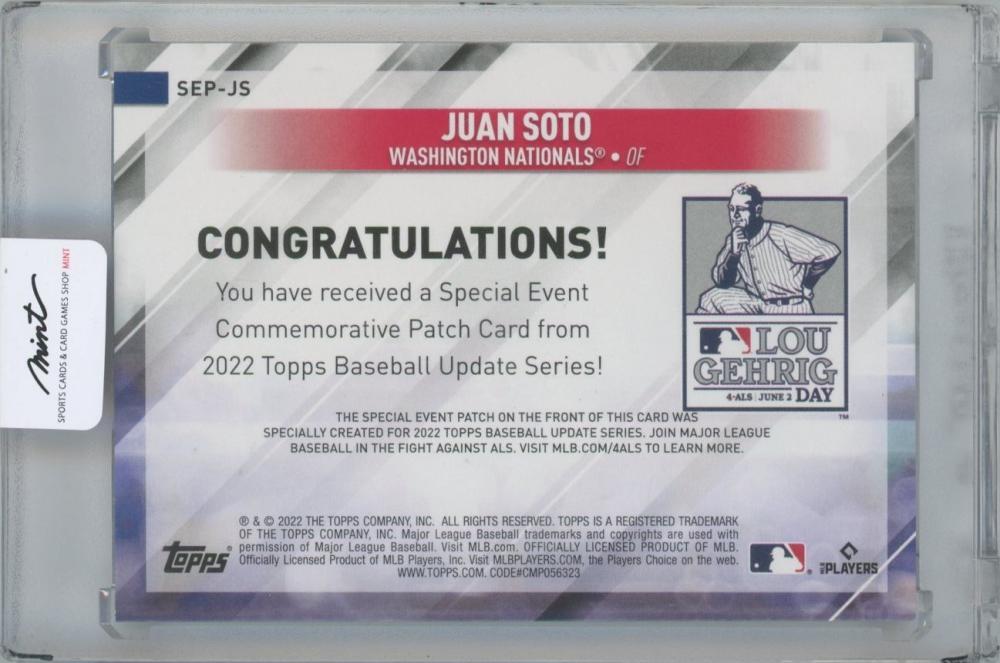 SEP-JS
JUAN SOTO
WASHINGTON NATIONALS® • OF
CONGRATULATIONS!
You have received a Special Event
Commemorative Patch Card from
2022 Topps Baseball Update Series!
LOU
GEHRIG
4-ALS | JUNE 2 DAY
™
THE SPECIAL EVENT PATCH ON THE FRONT OF THIS CARD WAS
SPECIALLY CREATED FOR 2022 TOPPS BASEBALL UPDATE SERIES. JOIN MAJOR LEAGUE
BASEBALL IN THE FIGHT AGAINST ALS. VISIT MLB.COM/4ALS TO LEARN MORE.
® & © 2022 THE TOPPS COMPANY, INC. ALL RIGHTS RESERVED. TOPPS IS A REGISTERED TRADEMARK
OF THE TOPPS COMPANY, INC. Major League Baseball trademarks and copyrights are used with
permission of Major League Baseball. Visit MLB.com. OFFICIALLY LICENSED PRODUCT OF MLB.
Officially Licensed Product of MLB Players, Inc. Visit MLBPLAYERS.COM, the Players Choice on the web.
WWW.TOPPS.COM. CODE#CMP056323
topps®
MLB PLAYERS
mint
SPORTS CARDS & CARD GAMES SHOP MINT